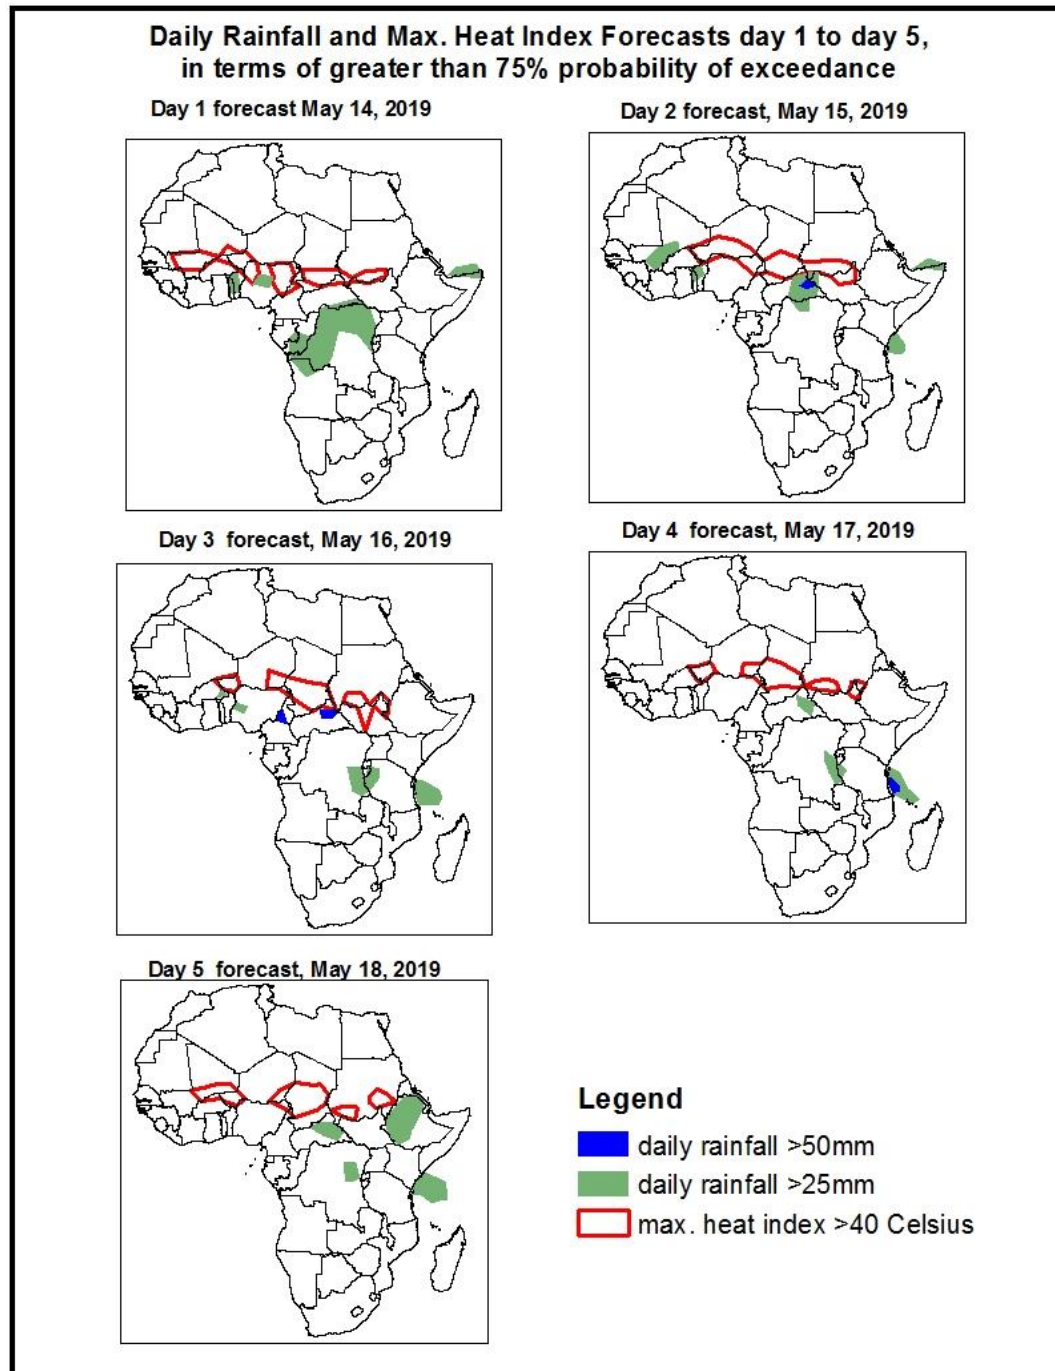 Daily Rainfall and Max. Heat Index Forecasts day 1 to day 5,
in terms of greater than 75% probability of exceedance
Day 1 forecast May 14, 2019
Day 2 forecast, May 15, 2019
Day 3 forecast, May 16, 2019
Day 4 forecast, May 17, 2019
Day 5 forecast, May 18, 2019
Legend
daily rainfall >50mm
daily rainfall >25mm
max. heat index >40 Celsius